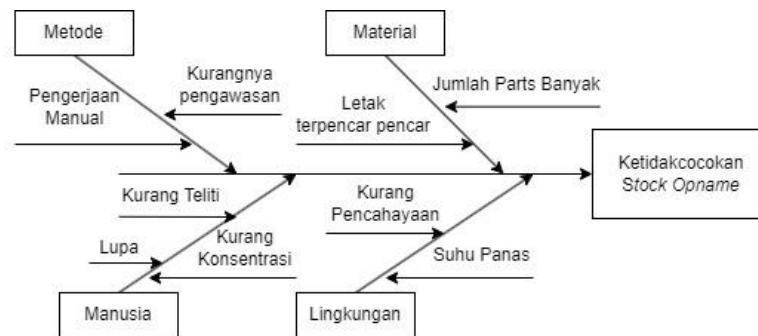 Metode
Material
Kurangnya
pengawasan
Pengerjaan
Manual
Letak
terpencar pencar
Jumlah Parts Banyak
Ketidakcocokan
Stock Opname
Kurang Teliti
Kurang
Pencahayaan
Lupa
Kurang
Konsentrasi
Suhu Panas
Manusia
Lingkungan